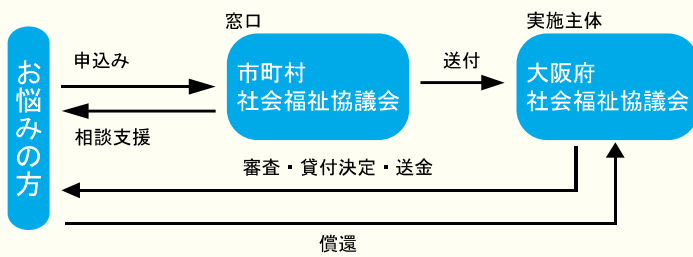 窓口
実施主体
お悩みの方
申込み
市町村
社会福祉協議会
送付
大阪府
社会福祉協議会
相談支援
審査・貸付決定・送金
償還